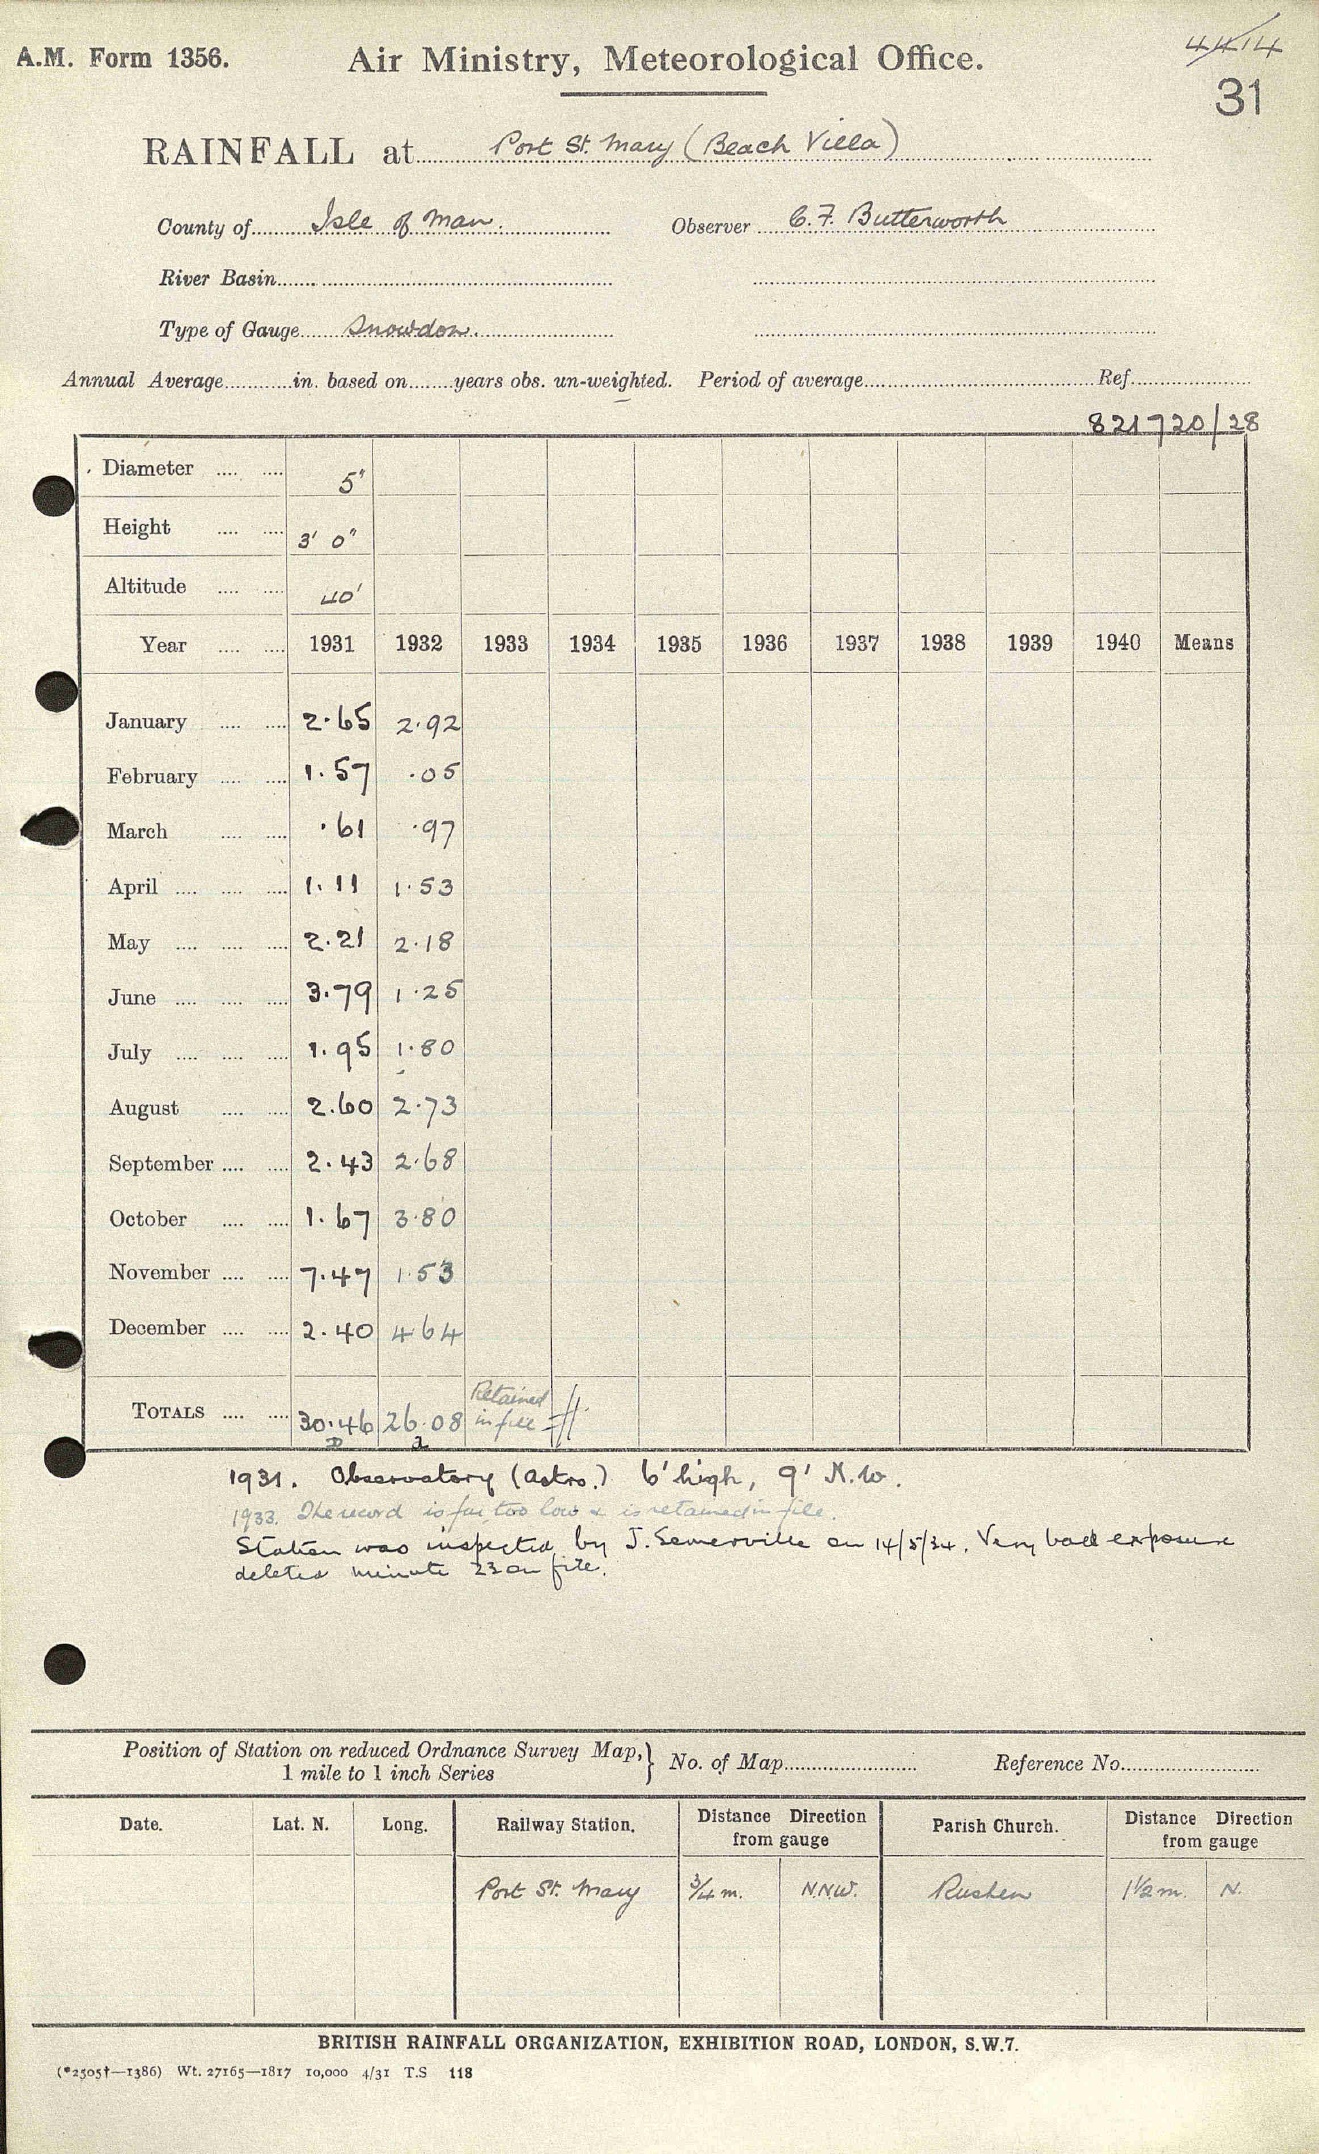 4414
A.M. Form 1356. Air Ministry, Meteorological Office.
31
RAINFALL at Port St. Mary (Beach Villa)
County of Isle of Man. Observer C. F. Butterworth
River Basin
Type of Gauge Snowdon.
Annual Average in. based on years obs. un-weighted. Period of average Ref.
821720/28
Diameter 5"
Height 3' 0"
Altitude 40'
Year 1931 1932 1933 1934 1935 1936 1937 1938 1939 1940 Means
January 2.65 2.92
February 1.57 .05
March .61 .97
April 1.11 1.53
May 2.21 2.18
June 3.79 1.25
July 1.95 1.80
August 2.60 2.73
September 2.43 2.68
October 1.67 3.80
November 7.47 1.53
December 2.40 4.64
TOTALS 30.46 26.08 Retained in file
1931. Observatory (Astro.) 6' high, 9' N.W.
1933. The record is far too low & is retained in file.
Station was inspected by J. Somerville on 14/5/34. Very bad exposure
deleted minute 23 on file.
Position of Station on reduced Ordnance Survey Map, 1 mile to 1 inch Series } No. of Map Reference No.
Date. Lat. N. Long. Railway Station. Distance Direction from gauge Parish Church. Distance Direction from gauge
Port St. Mary 3/4 m. N.N.W. Rushen 1 1/2 m. N.
BRITISH RAINFALL ORGANIZATION, EXHIBITION ROAD, LONDON, S.W.7.
(*2505†—1386) Wt. 27165—1817 10,000 4/31 T.S 118